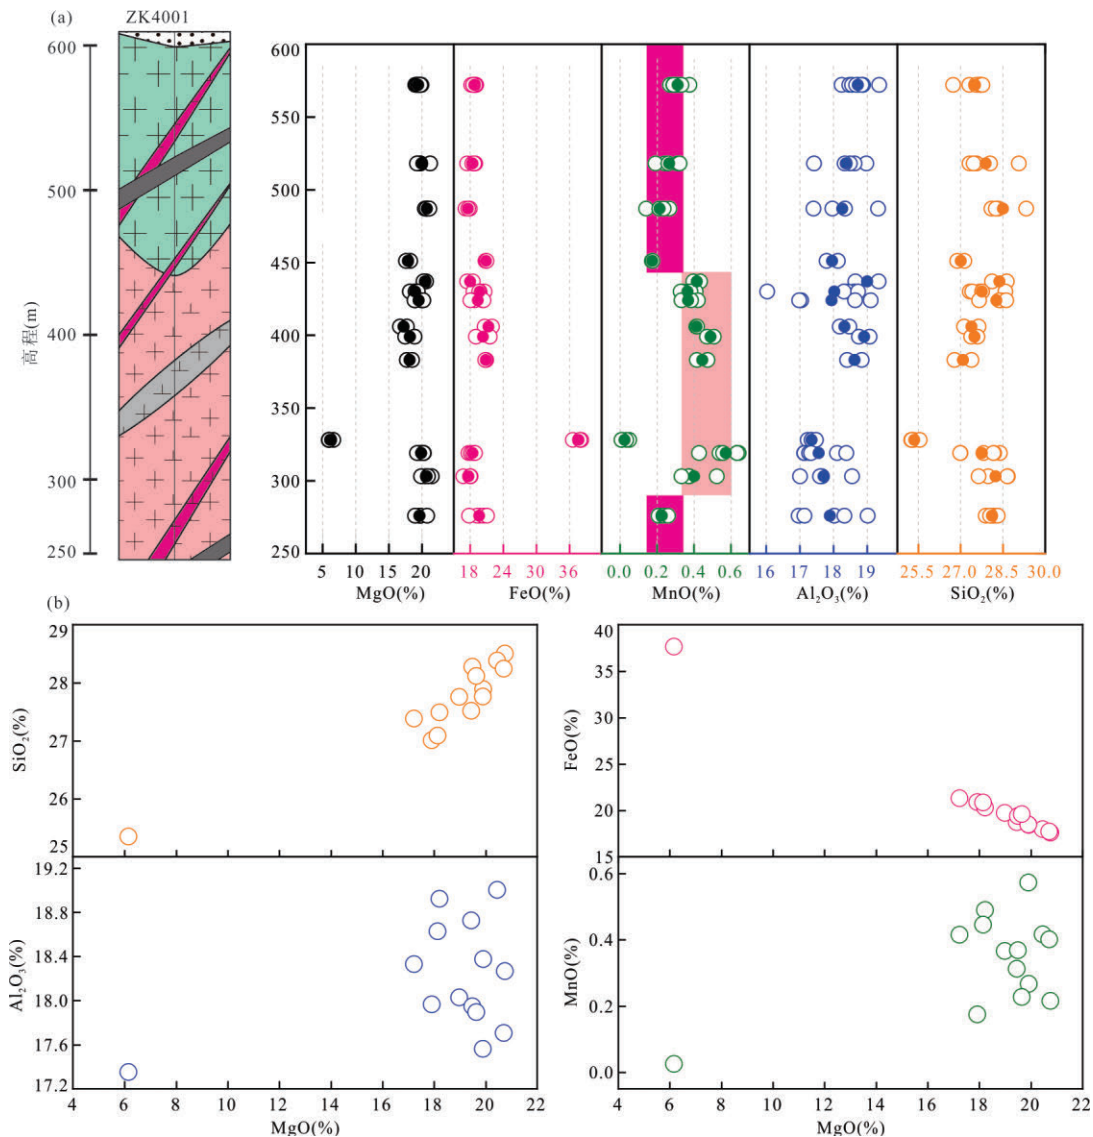 (a)
ZK4001
600
500
400
300
250
高程(m)
600
550
500
450
400
350
300
250
5 10 15 20
MgO(%)
18 24 30 36
FeO(%)
0.0 0.2 0.4 0.6
MnO(%)
16 17 18 19
Al₂O₃(%)
25.5 27.0 28.5 30.0
SiO₂(%)
(b)
29
28
27
26
25
SiO₂(%)
19.2
18.8
18.4
18.0
17.6
17.2
Al₂O₃(%)
4 6 8 10 12 14 16 18 20 22
MgO(%)
40
35
30
25
20
15
FeO(%)
0.6
0.4
0.2
0.0
MnO(%)
4 6 8 10 12 14 16 18 20 22
MgO(%)